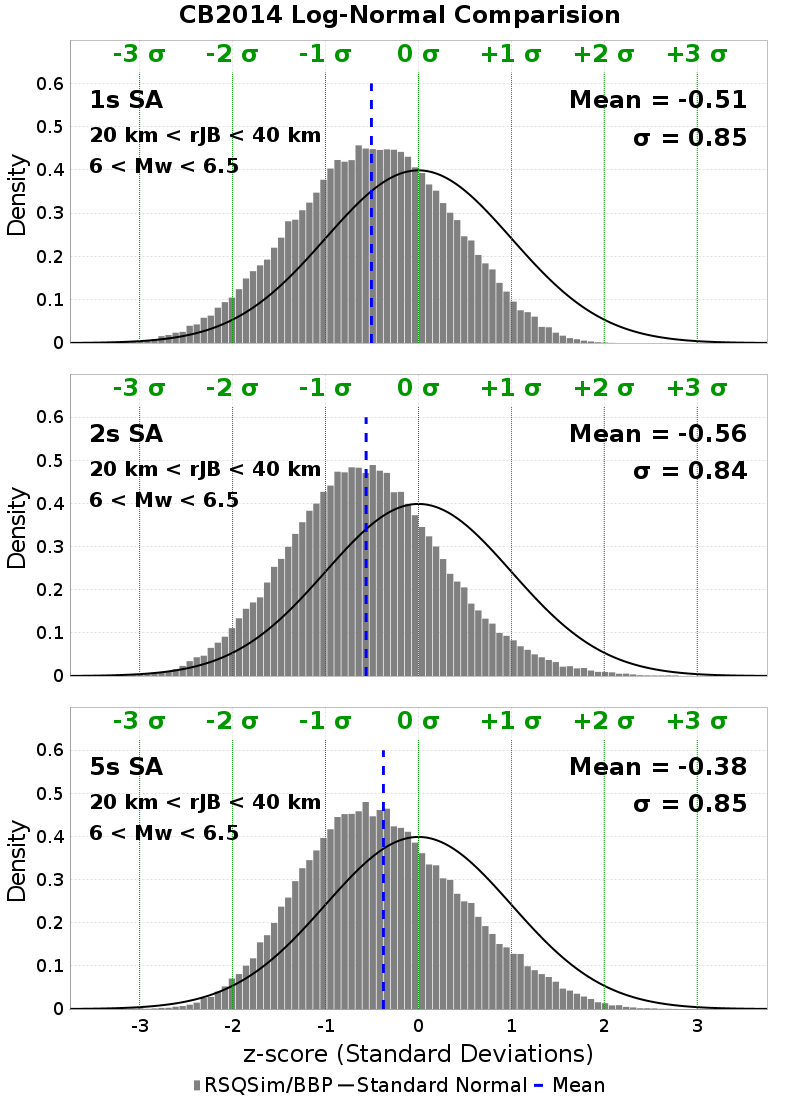 CB2014 Log-Normal Comparision
-3 σ -2 σ -1 σ 0 σ +1 σ +2 σ +3 σ
0.6
1s SA Mean = -0.51
0.5
20 km < rJB < 40 km σ = 0.85
6 < Mw < 6.5
0.4
0.3
0.2
0.1
0
Density
-3 σ -2 σ -1 σ 0 σ +1 σ +2 σ +3 σ
0.6
2s SA Mean = -0.56
0.5
20 km < rJB < 40 km σ = 0.84
6 < Mw < 6.5
0.4
0.3
0.2
0.1
0
Density
-3 σ -2 σ -1 σ 0 σ +1 σ +2 σ +3 σ
0.6
5s SA Mean = -0.38
0.5
20 km < rJB < 40 km σ = 0.85
6 < Mw < 6.5
0.4
0.3
0.2
0.1
0
Density
-3 -2 -1 0 1 2 3
z-score (Standard Deviations)
RSQSim/BBP Standard Normal Mean